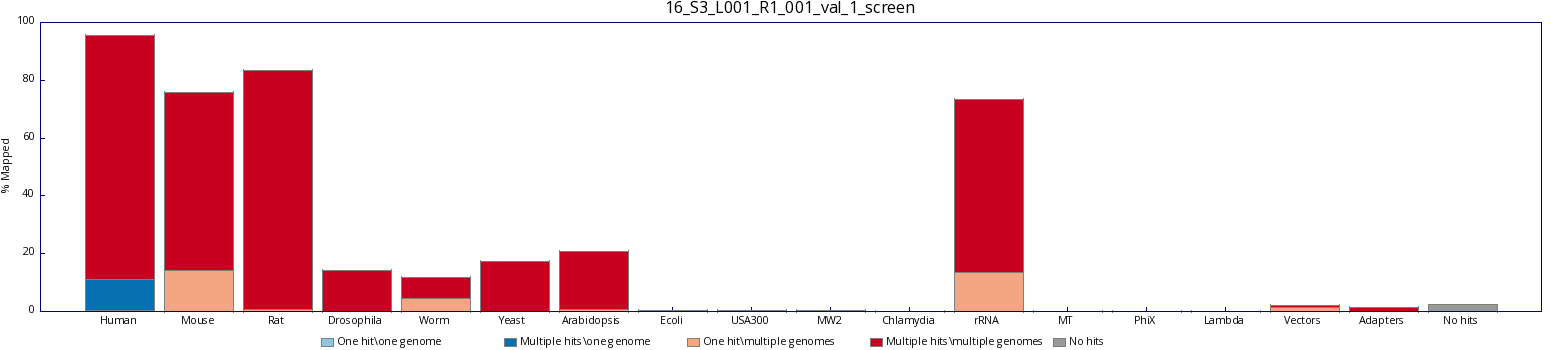 16_S3_L001_R1_001_val_1_screen
% Mapped
100
80
60
40
20
0
Human Mouse Rat Drosophila Worm Yeast Arabidopsis Ecoli USA300 MW2 Chlamydia rRNA MT PhiX Lambda Vectors Adapters No hits
One hit\one genome Multiple hits\one genome One hit\multiple genomes Multiple hits\multiple genomes No hits